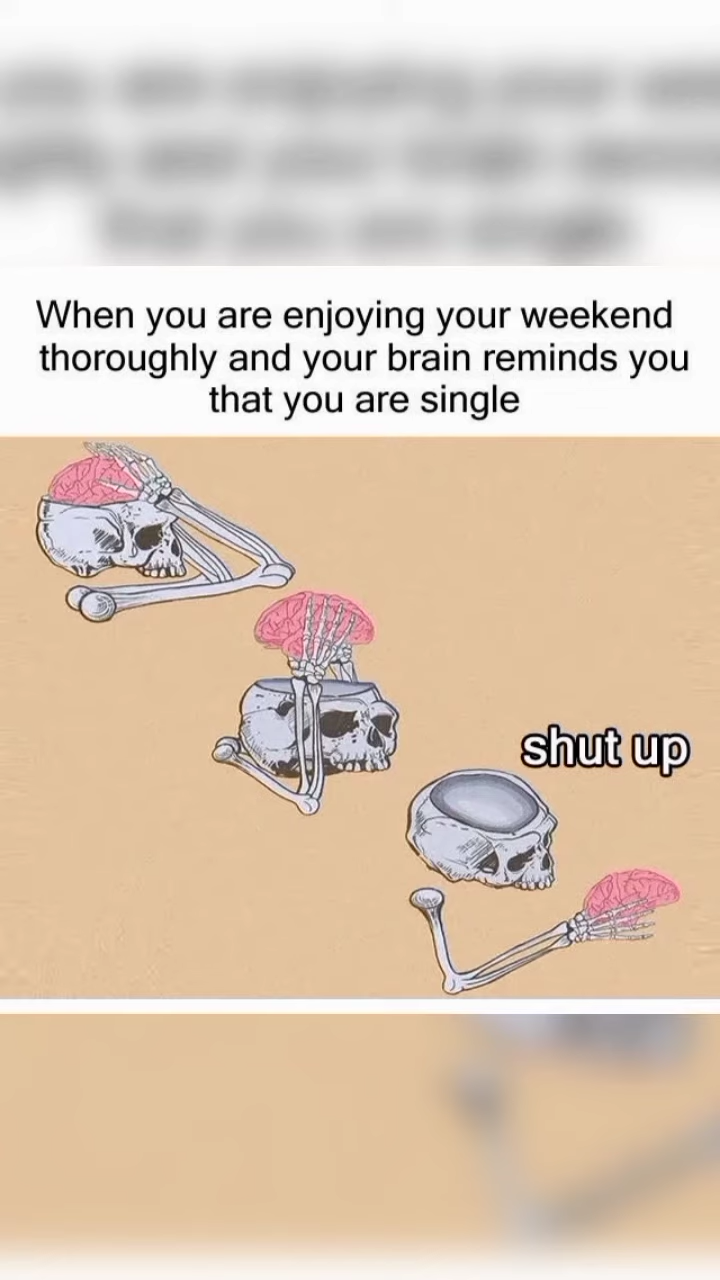 When you are enjoying your weekend
thoroughly and your brain reminds you
that you are single
shut up